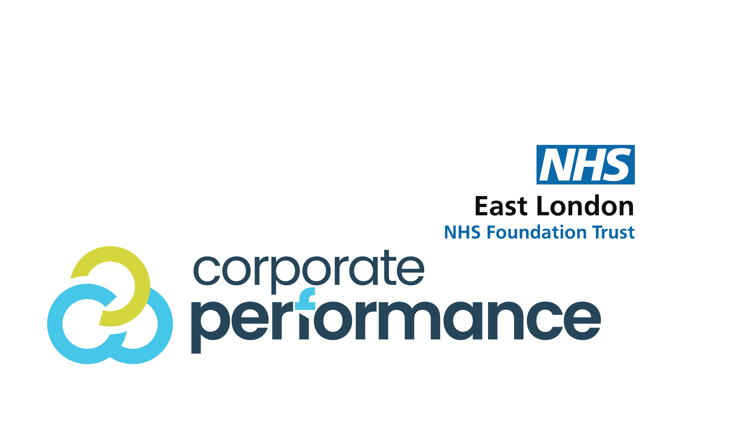 NHS
East London
NHS Foundation Trust
corporate
performance